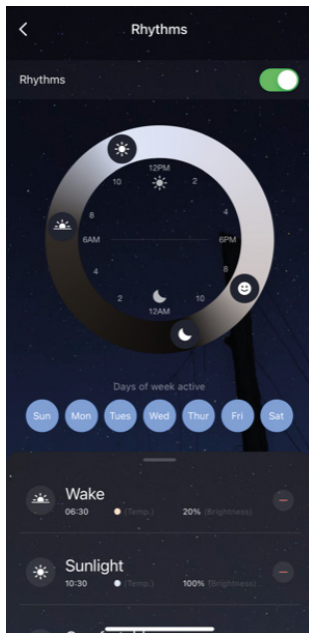 Rhythms
Rhythms
12PM
10 2
8 4
6AM 6PM
4 8
2 10
12AM
Days of week active
Sun Mon Tues Wed Thur Fri Sat
Wake
06:30 (Temp.) 20% (Brightness)
Sunlight
10:30 (Temp.) 100% (Brightness)